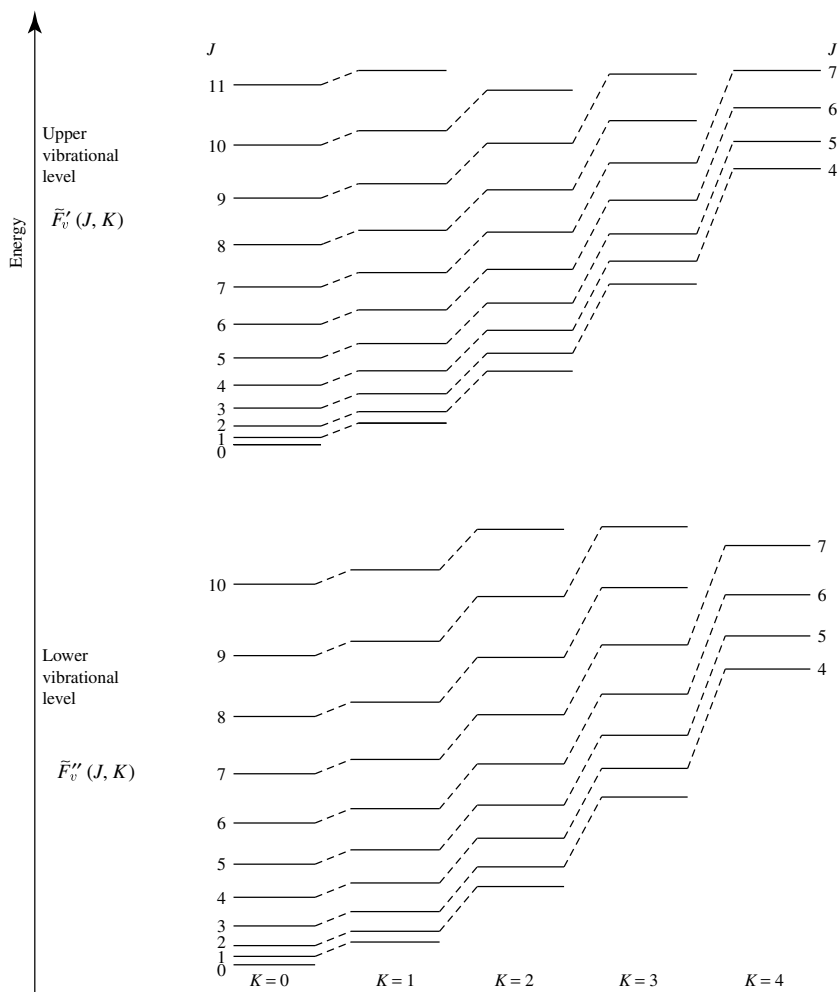 J
J
11
7
10
6
Upper
vibrational
level
5
4
9
F̃′v (J, K)
Energy
8
7
6
5
4
3
2
1
0
10
7
9
6
Lower
vibrational
level
5
4
8
F̃″v (J, K)
7
6
5
4
3
2
1
0
K = 0 K = 1 K = 2 K = 3 K = 4